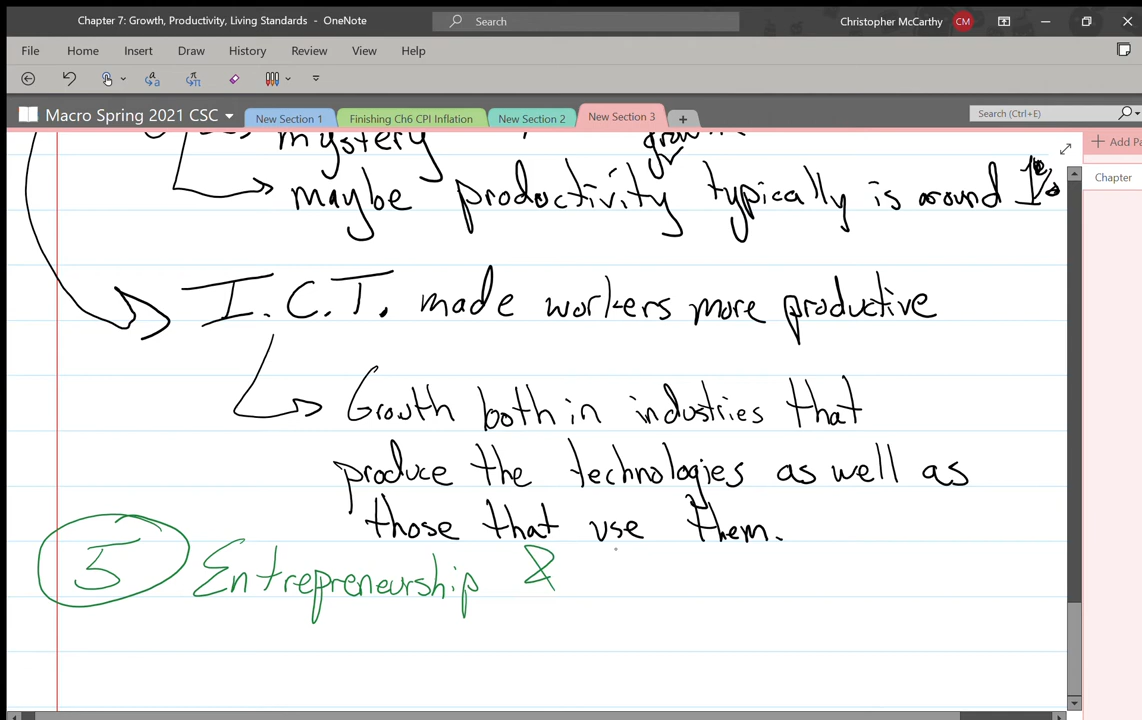 Chapter 7: Growth, Productivity, Living Standards - OneNote
Search
Christopher McCarthy
CM
File Home Insert Draw History Review View Help
Macro Spring 2021 CSC
New Section 1
Finishing Ch6 CPI Inflation
New Section 2
New Section 3
Search (Ctrl+E)
Add Pa
Chapter
mystery
growth
maybe productivity typically is around 1%
I.C.T. made workers more productive
Growth both in industries that
produce the technologies as well as
those that use them.
5 Entrepreneurship &